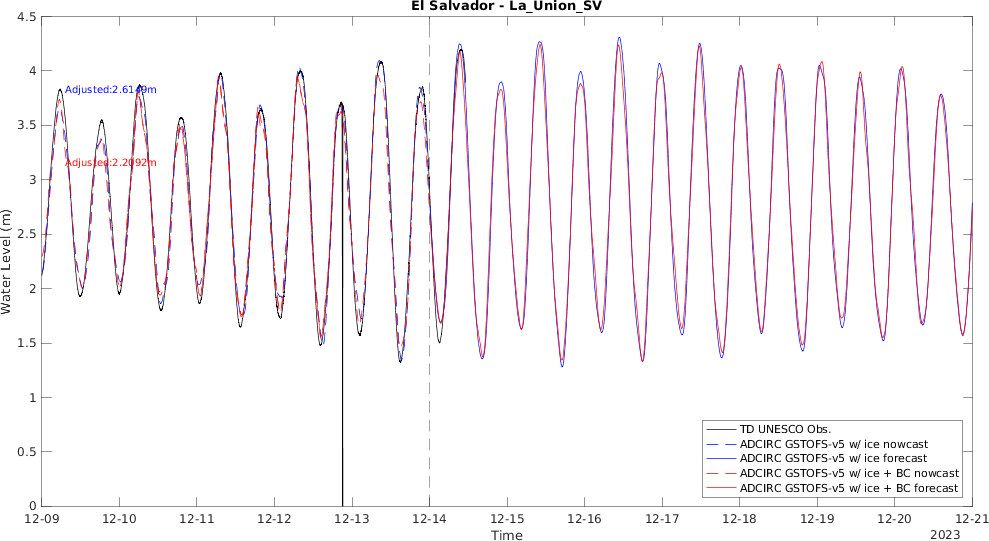 El Salvador - La_Union_SV
4.5
4
3.5
3
2.5
2
1.5
1
0.5
0
Water Level (m)
Adjusted:2.6149m
Adjusted:2.2092m
TD UNESCO Obs.
ADCIRC GSTOFS-v5 w/ ice nowcast
ADCIRC GSTOFS-v5 w/ ice forecast
ADCIRC GSTOFS-v5 w/ ice + BC nowcast
ADCIRC GSTOFS-v5 w/ ice + BC forecast
12-09 12-10 12-11 12-12 12-13 12-14 12-15 12-16 12-17 12-18 12-19 12-20 12-21
Time
2023